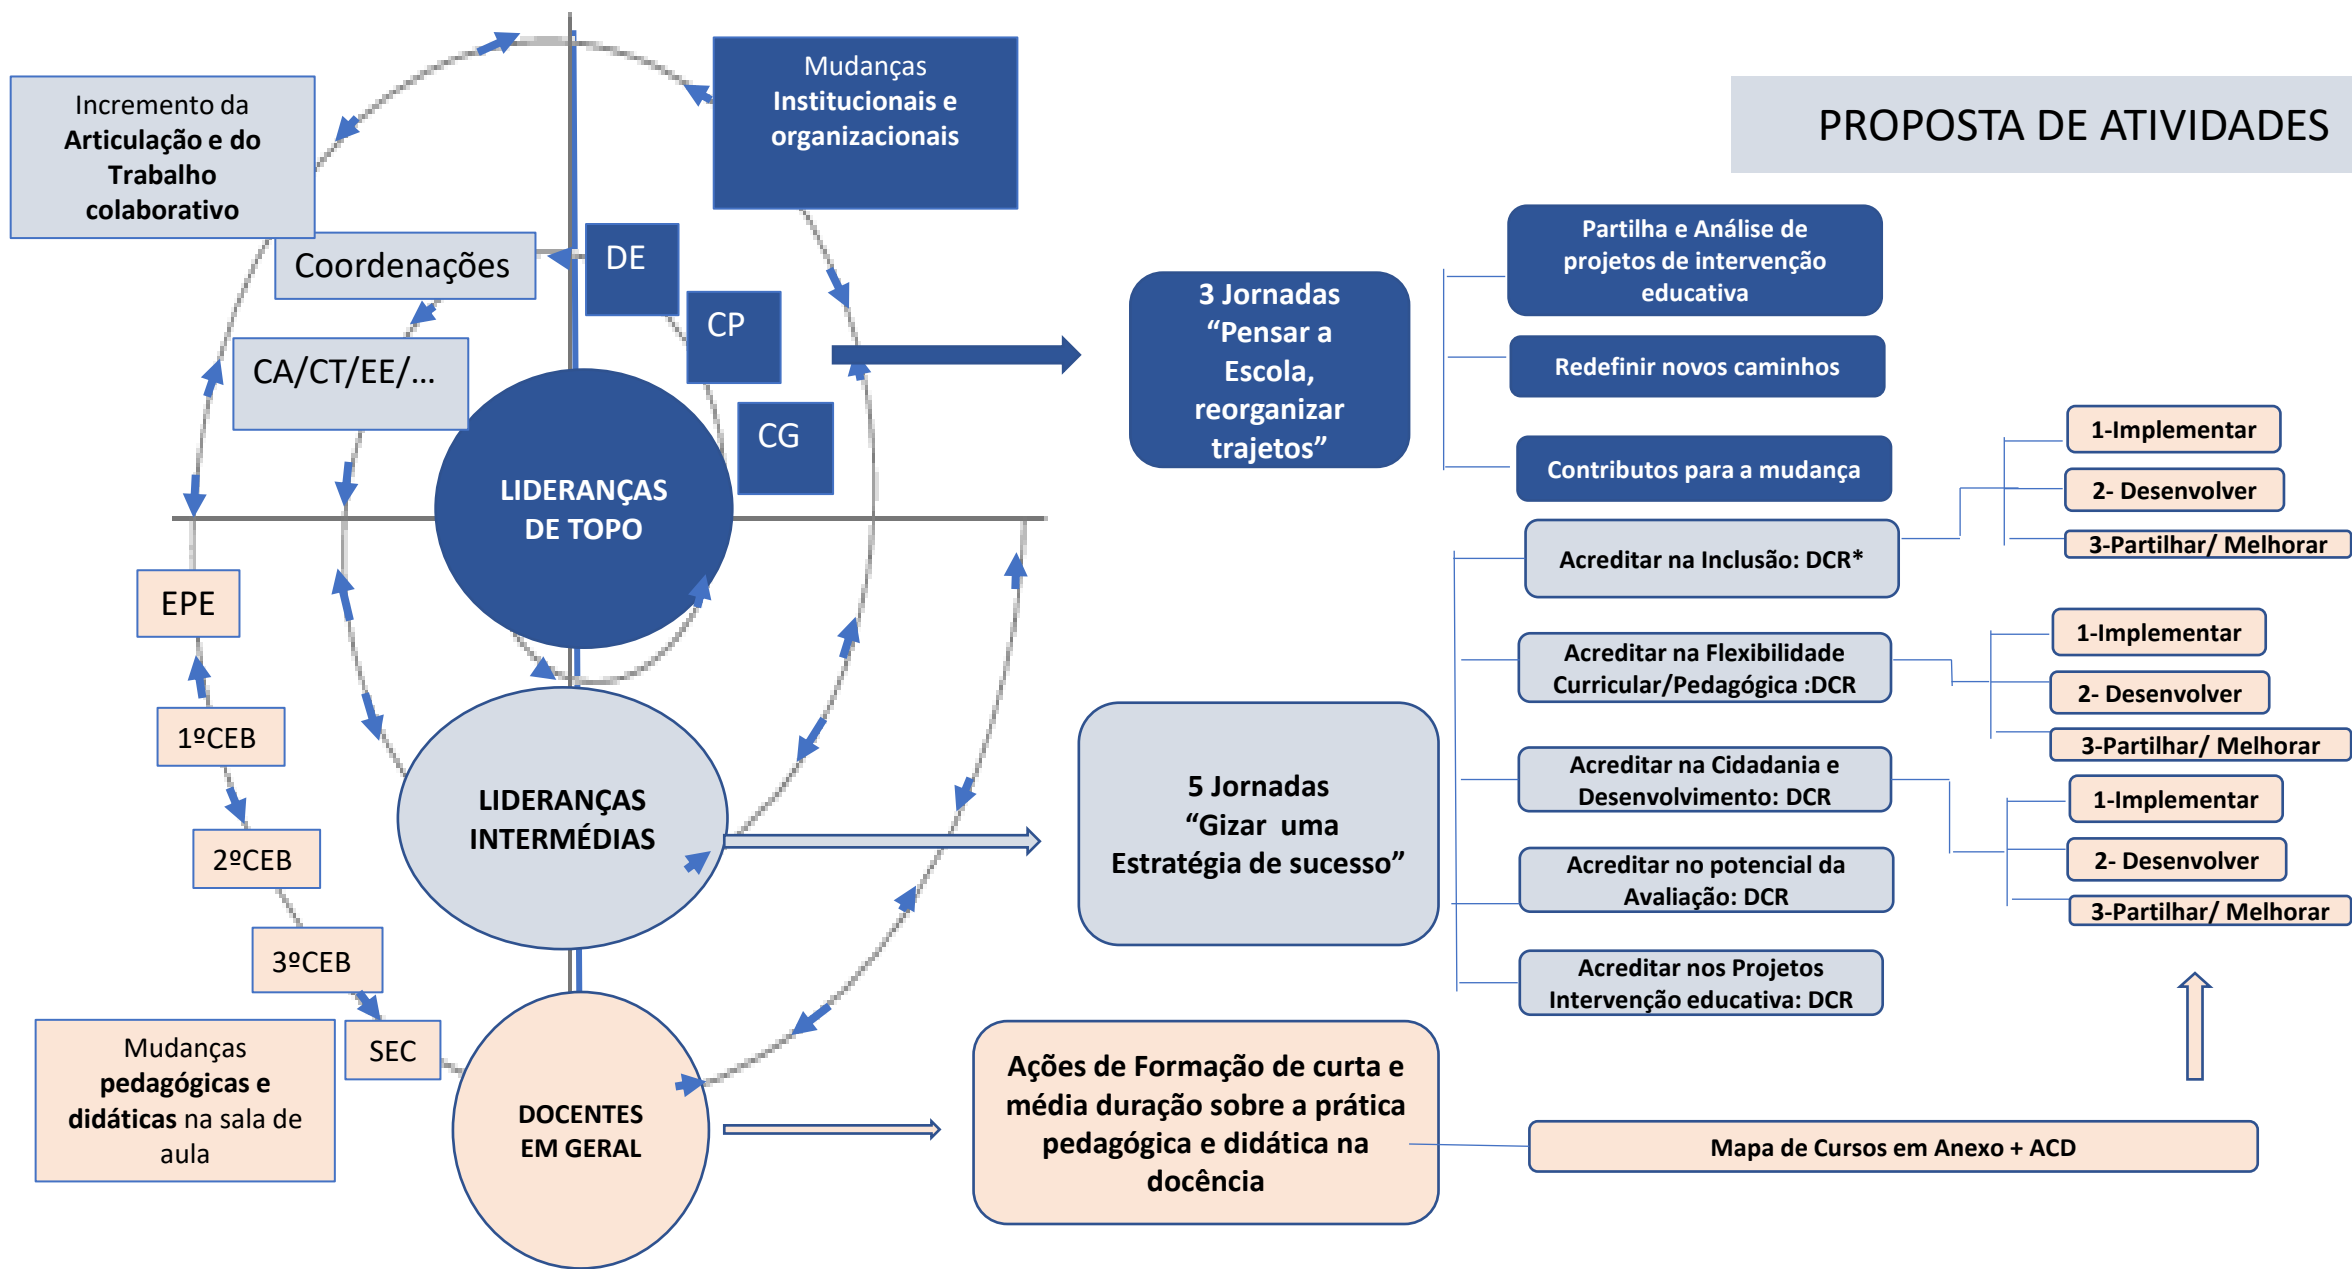 PROPOSTA DE ATIVIDADES
Incremento da
Articulação e do
Trabalho
colaborativo
Mudanças
Institucionais e
organizacionais
Coordenações
DE
CP
CG
CA/CT/EE/...
LIDERANÇAS
DE TOPO
3 Jornadas
“Pensar a
Escola,
reorganizar
trajetos”
Partilha e Análise de
projetos de intervenção
educativa
Redefinir novos caminhos
Contributos para a mudança
EPE
1ºCEB
2ºCEB
3ºCEB
SEC
LIDERANÇAS
INTERMÉDIAS
5 Jornadas
“Gizar uma
Estratégia de sucesso”
Acreditar na Inclusão: DCR*
1-Implementar
2- Desenvolver
3-Partilhar/ Melhorar
Acreditar na Flexibilidade
Curricular/Pedagógica :DCR
1-Implementar
2- Desenvolver
3-Partilhar/ Melhorar
Acreditar na Cidadania e
Desenvolvimento: DCR
1-Implementar
2- Desenvolver
3-Partilhar/ Melhorar
Acreditar no potencial da
Avaliação: DCR
Acreditar nos Projetos
Intervenção educativa: DCR
Mudanças
pedagógicas e
didáticas na sala de
aula
DOCENTES
EM GERAL
Ações de Formação de curta e
média duração sobre a prática
pedagógica e didática na
docência
Mapa de Cursos em Anexo + ACD